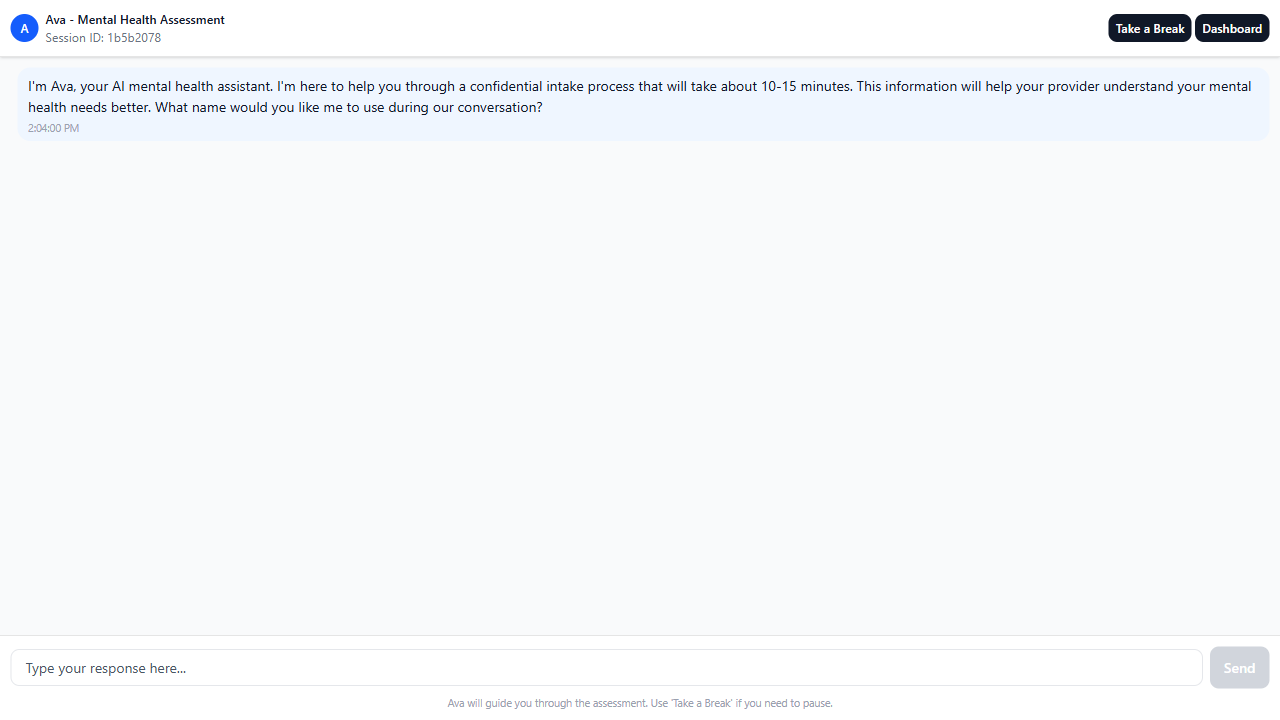 A
Ava - Mental Health Assessment
Session ID: 1b5b2078
Take a Break
Dashboard
I'm Ava, your AI mental health assistant. I'm here to help you through a confidential intake process that will take about 10-15 minutes. This information will help your provider understand your mental
health needs better. What name would you like me to use during our conversation?
2:04:00 PM
Type your response here...
Send
Ava will guide you through the assessment. Use 'Take a Break' if you need to pause.